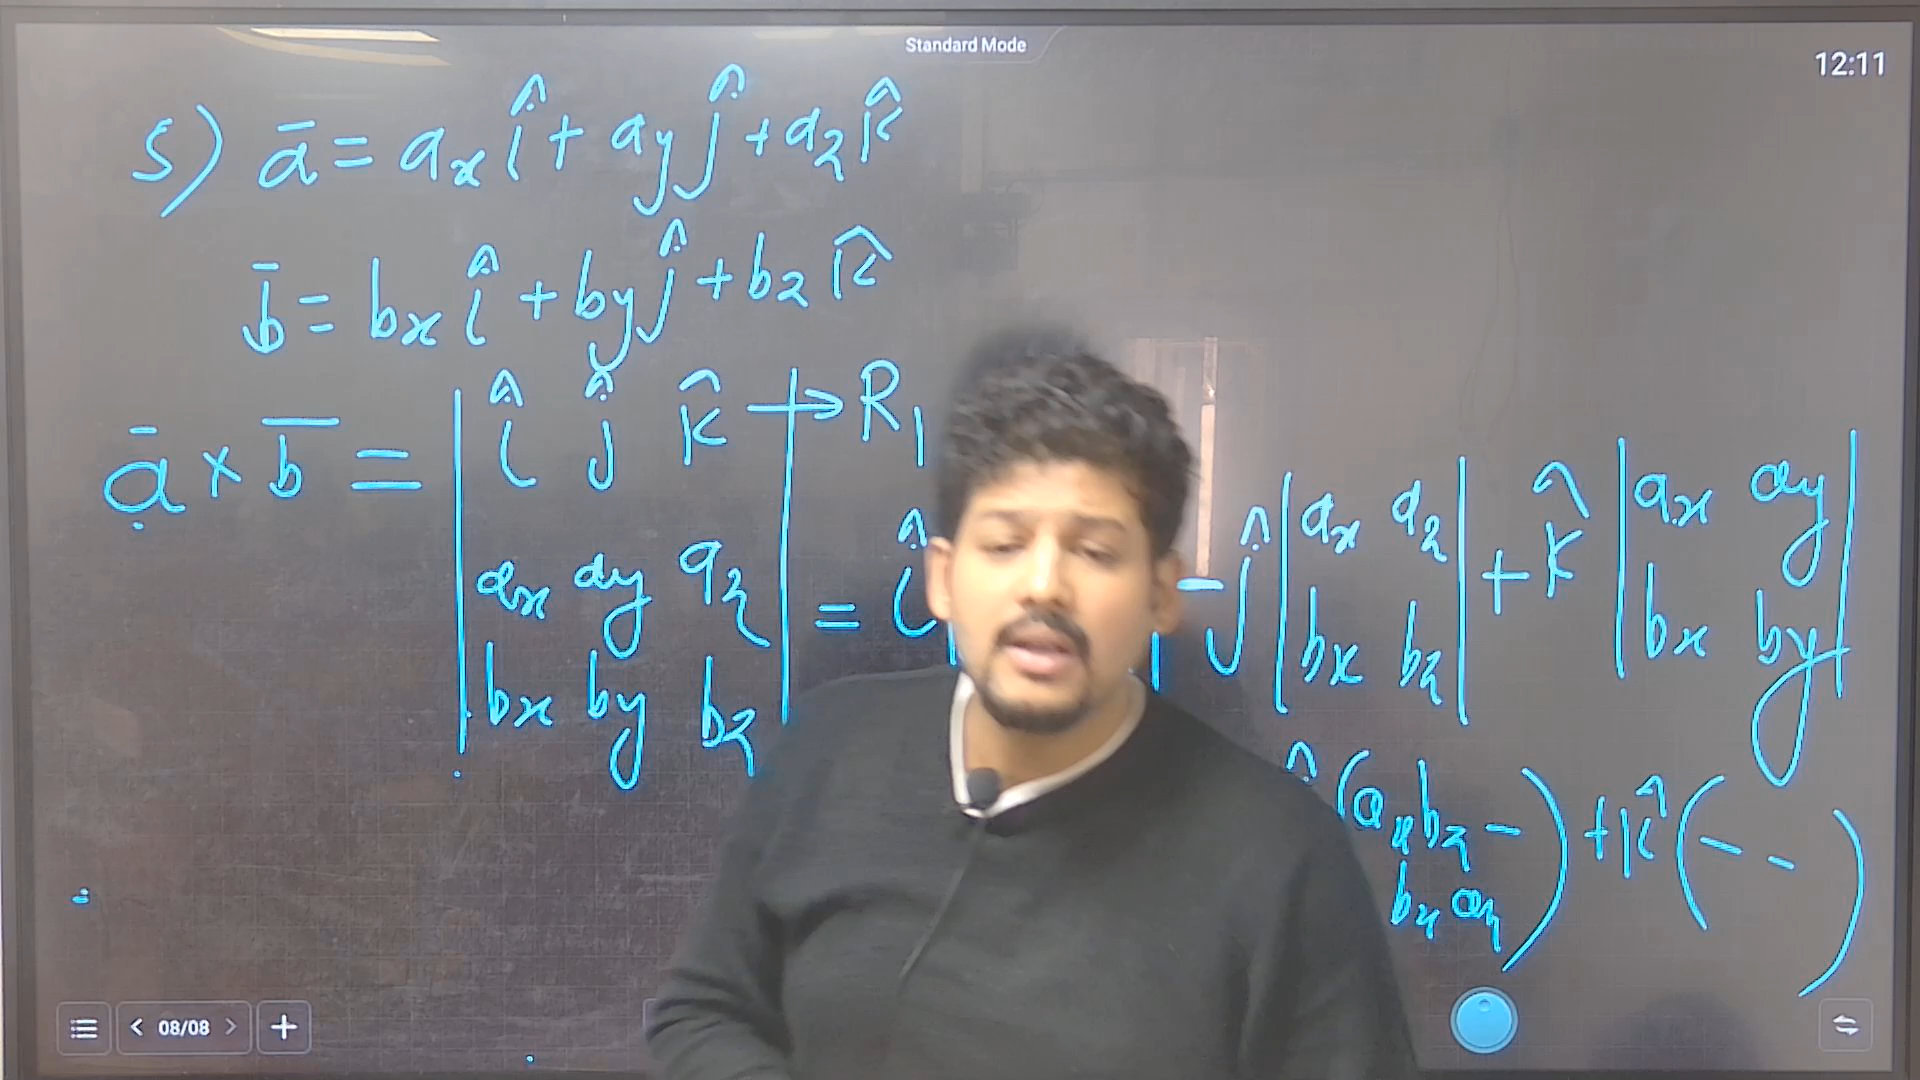 Standard Mode
12:11
5) a̅ = aₓ î + a_y ĵ + a_z k̂
b̅ = bₓ î + b_y ĵ + b_z k̂
a̅ × b̅ = | î ĵ k̂ | → R₁
| aₓ a_y a_z | = î - ĵ | aₓ a_z | + k̂ | aₓ a_y |
| bₓ b_y b_z | | bₓ b_z | | bₓ b_y |
(aₓb_z - bₓa_z) + k̂ ( - - )
08/08